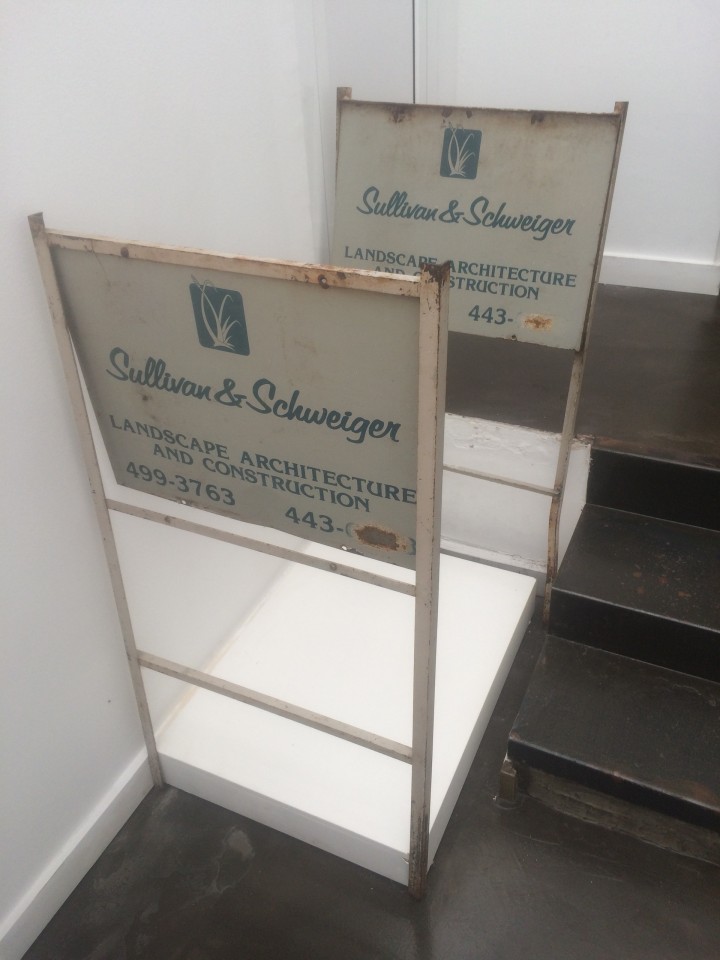 Sullivan & Schweiger
LANDSCAPE ARCHITECTURE
AND CONSTRUCTION
443-
Sullivan & Schweiger
LANDSCAPE ARCHITECTURE
AND CONSTRUCTION
499-3763
443-